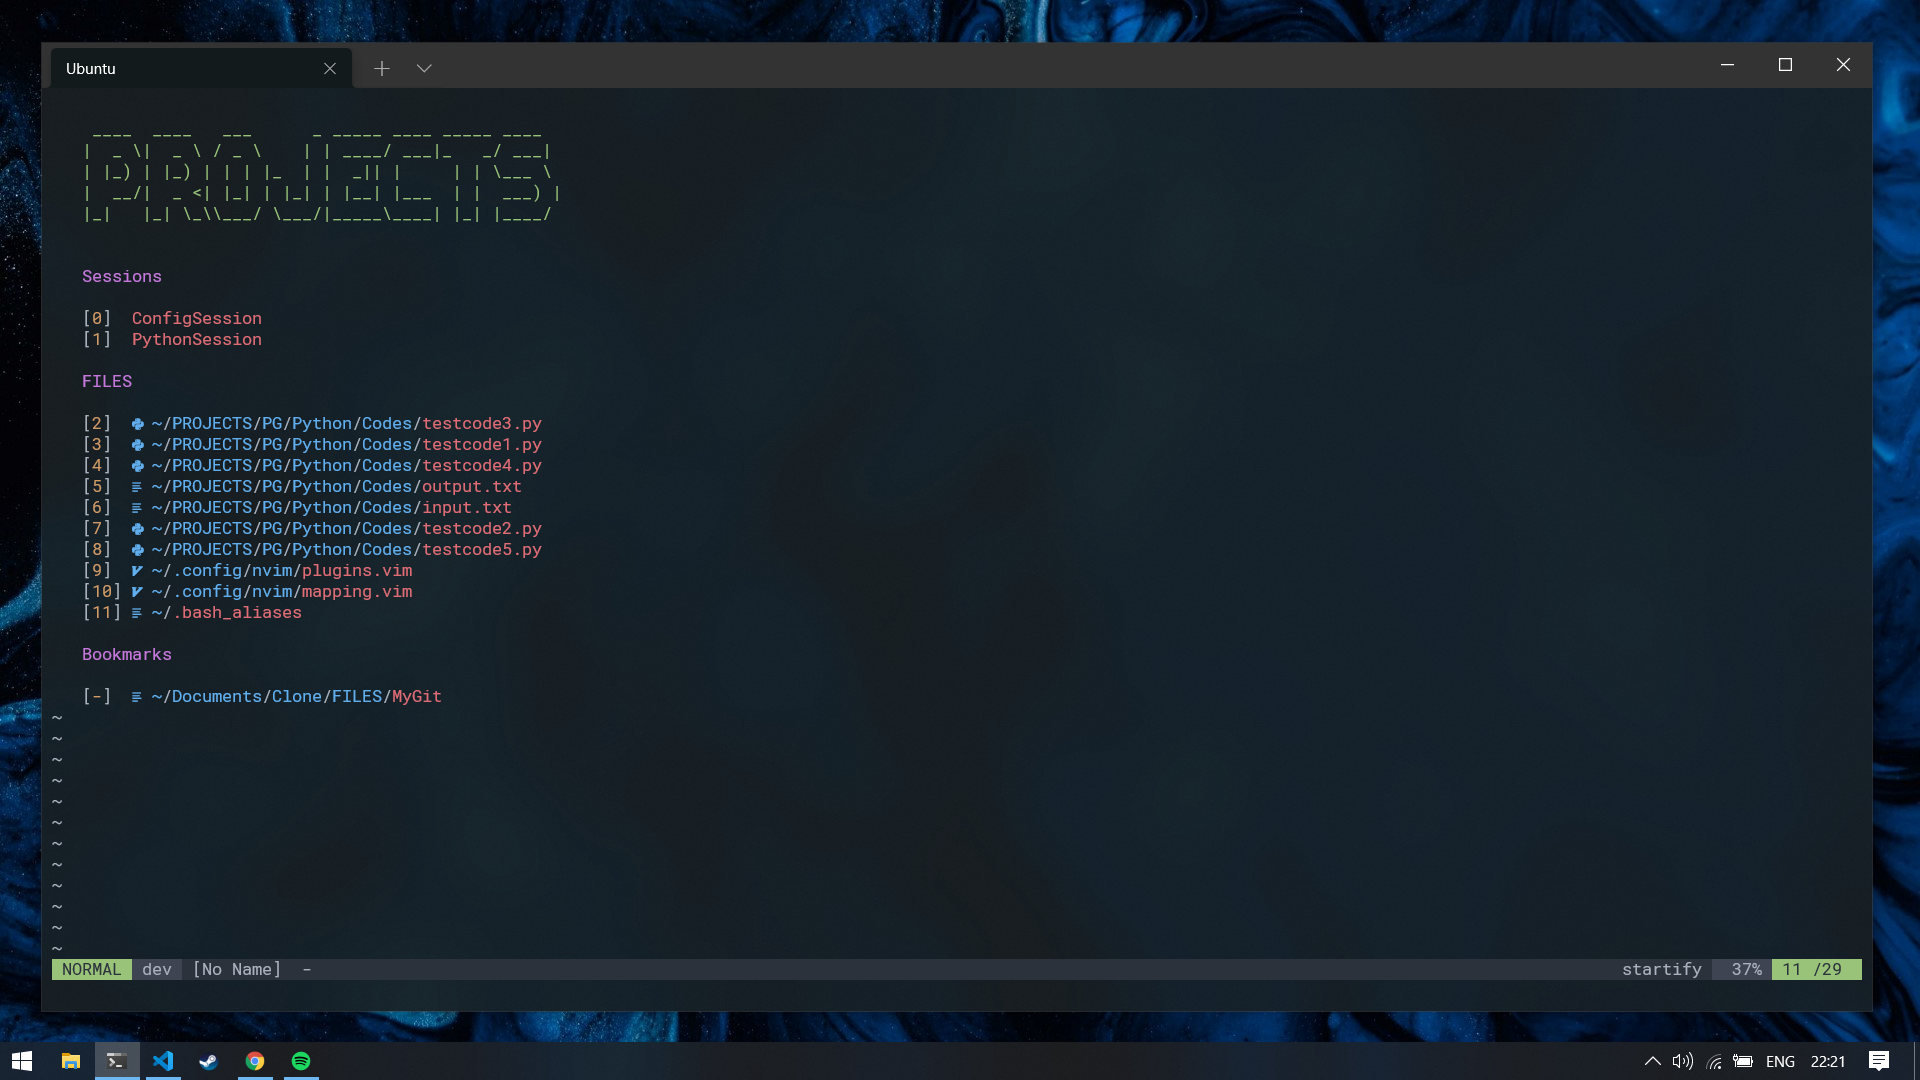 Ubuntu
 ____  ____   ___      _ _____ ____ _____ ____
|  _ \|  _ \ / _ \    | | ____/ ___|_   _/ ___|
| |_) | |_) | | | |_  | |  _|| |     | | \___ \
|  __/|  _ <| |_| | |_| | |__| |___  | |  ___) |
|_|   |_| \_\\___/ \___/|_____\____| |_| |____/
Sessions
[0]  ConfigSession
[1]  PythonSession
FILES
[2]  ~/PROJECTS/PG/Python/Codes/testcode3.py
[3]  ~/PROJECTS/PG/Python/Codes/testcode1.py
[4]  ~/PROJECTS/PG/Python/Codes/testcode4.py
[5]  ~/PROJECTS/PG/Python/Codes/output.txt
[6]  ~/PROJECTS/PG/Python/Codes/input.txt
[7]  ~/PROJECTS/PG/Python/Codes/testcode2.py
[8]  ~/PROJECTS/PG/Python/Codes/testcode5.py
[9]  ~/.config/nvim/plugins.vim
[10] ~/.config/nvim/mapping.vim
[11] ~/.bash_aliases
Bookmarks
[-]  ~/Documents/Clone/FILES/MyGit
~
~
~
~
~
~
~
~
~
~
~
~
NORMAL dev [No Name] - startify 37% 11 /29
ENG 22:21